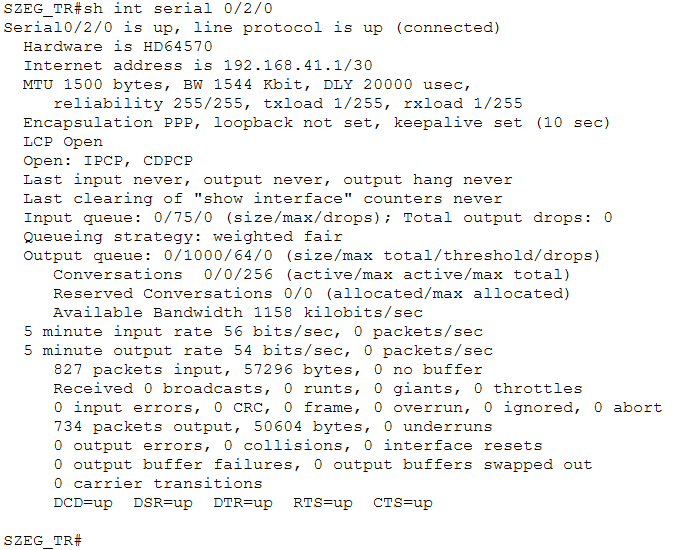 SZEG_TR#sh int serial 0/2/0
Serial0/2/0 is up, line protocol is up (connected)
  Hardware is HD64570
  Internet address is 192.168.41.1/30
  MTU 1500 bytes, BW 1544 Kbit, DLY 20000 usec,
     reliability 255/255, txload 1/255, rxload 1/255
  Encapsulation PPP, loopback not set, keepalive set (10 sec)
  LCP Open
  Open: IPCP, CDPCP
  Last input never, output never, output hang never
  Last clearing of "show interface" counters never
  Input queue: 0/75/0 (size/max/drops); Total output drops: 0
  Queueing strategy: weighted fair
  Output queue: 0/1000/64/0 (size/max total/threshold/drops)
     Conversations  0/0/256 (active/max active/max total)
     Reserved Conversations 0/0 (allocated/max allocated)
     Available Bandwidth 1158 kilobits/sec
  5 minute input rate 56 bits/sec, 0 packets/sec
  5 minute output rate 54 bits/sec, 0 packets/sec
     827 packets input, 57296 bytes, 0 no buffer
     Received 0 broadcasts, 0 runts, 0 giants, 0 throttles
     0 input errors, 0 CRC, 0 frame, 0 overrun, 0 ignored, 0 abort
     734 packets output, 50604 bytes, 0 underruns
     0 output errors, 0 collisions, 0 interface resets
     0 output buffer failures, 0 output buffers swapped out
     0 carrier transitions
     DCD=up  DSR=up  DTR=up  RTS=up  CTS=up
SZEG_TR#